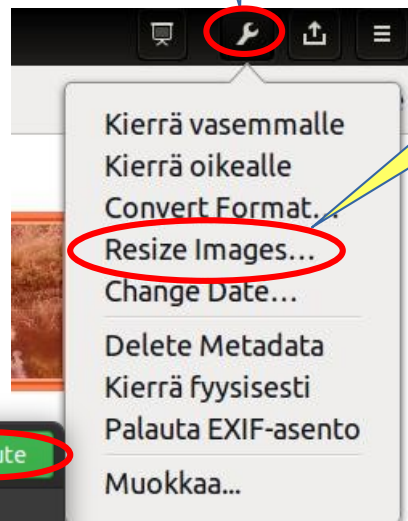 Kierrä vasemmalle
Kierrä oikealle
Convert Format...
Resize Images...
Change Date...
Delete Metadata
Kierrä fyysisesti
Palauta EXIF-asento
Muokkaa...